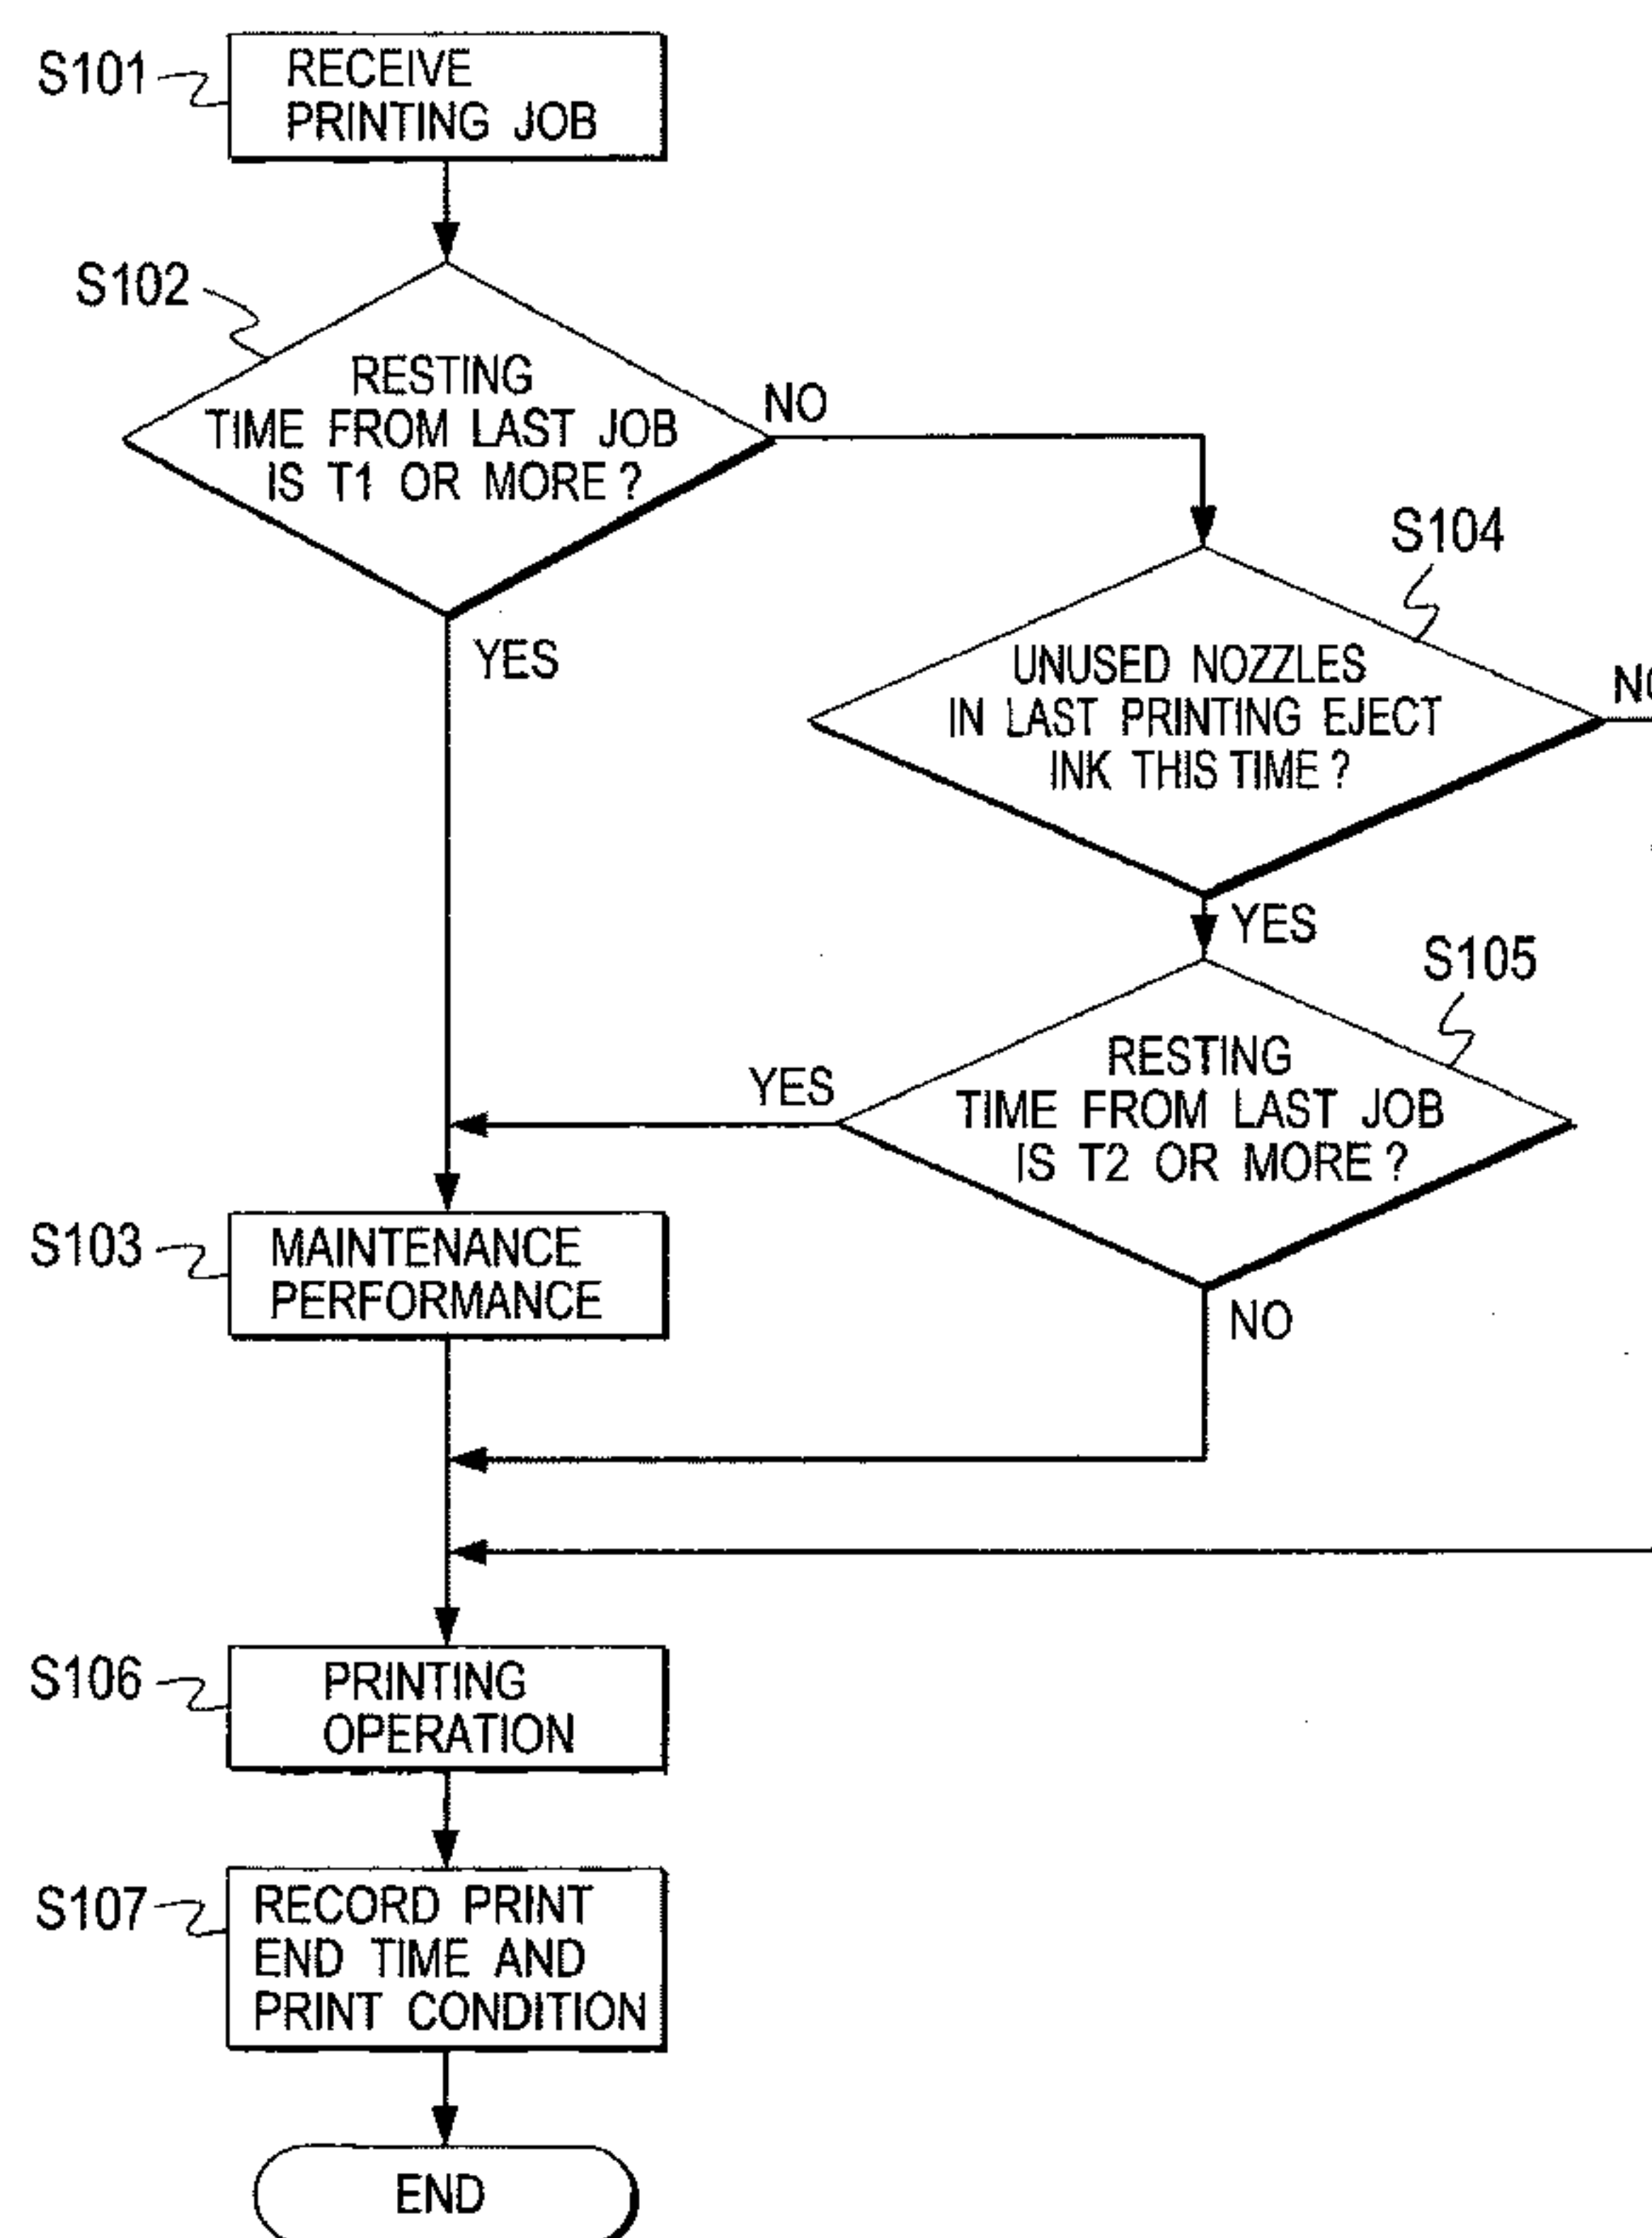 S101
RECEIVE
PRINTING JOB
S102
RESTING
TIME FROM LAST JOB
IS T1 OR MORE?
NO
YES
S104
UNUSED NOZZLES
IN LAST PRINTING EJECT
INK THIS TIME?
NO
YES
S105
RESTING
TIME FROM LAST JOB
IS T2 OR MORE?
YES
NO
S103
MAINTENANCE
PERFORMANCE
S106
PRINTING
OPERATION
S107
RECORD PRINT
END TIME AND
PRINT CONDITION
END